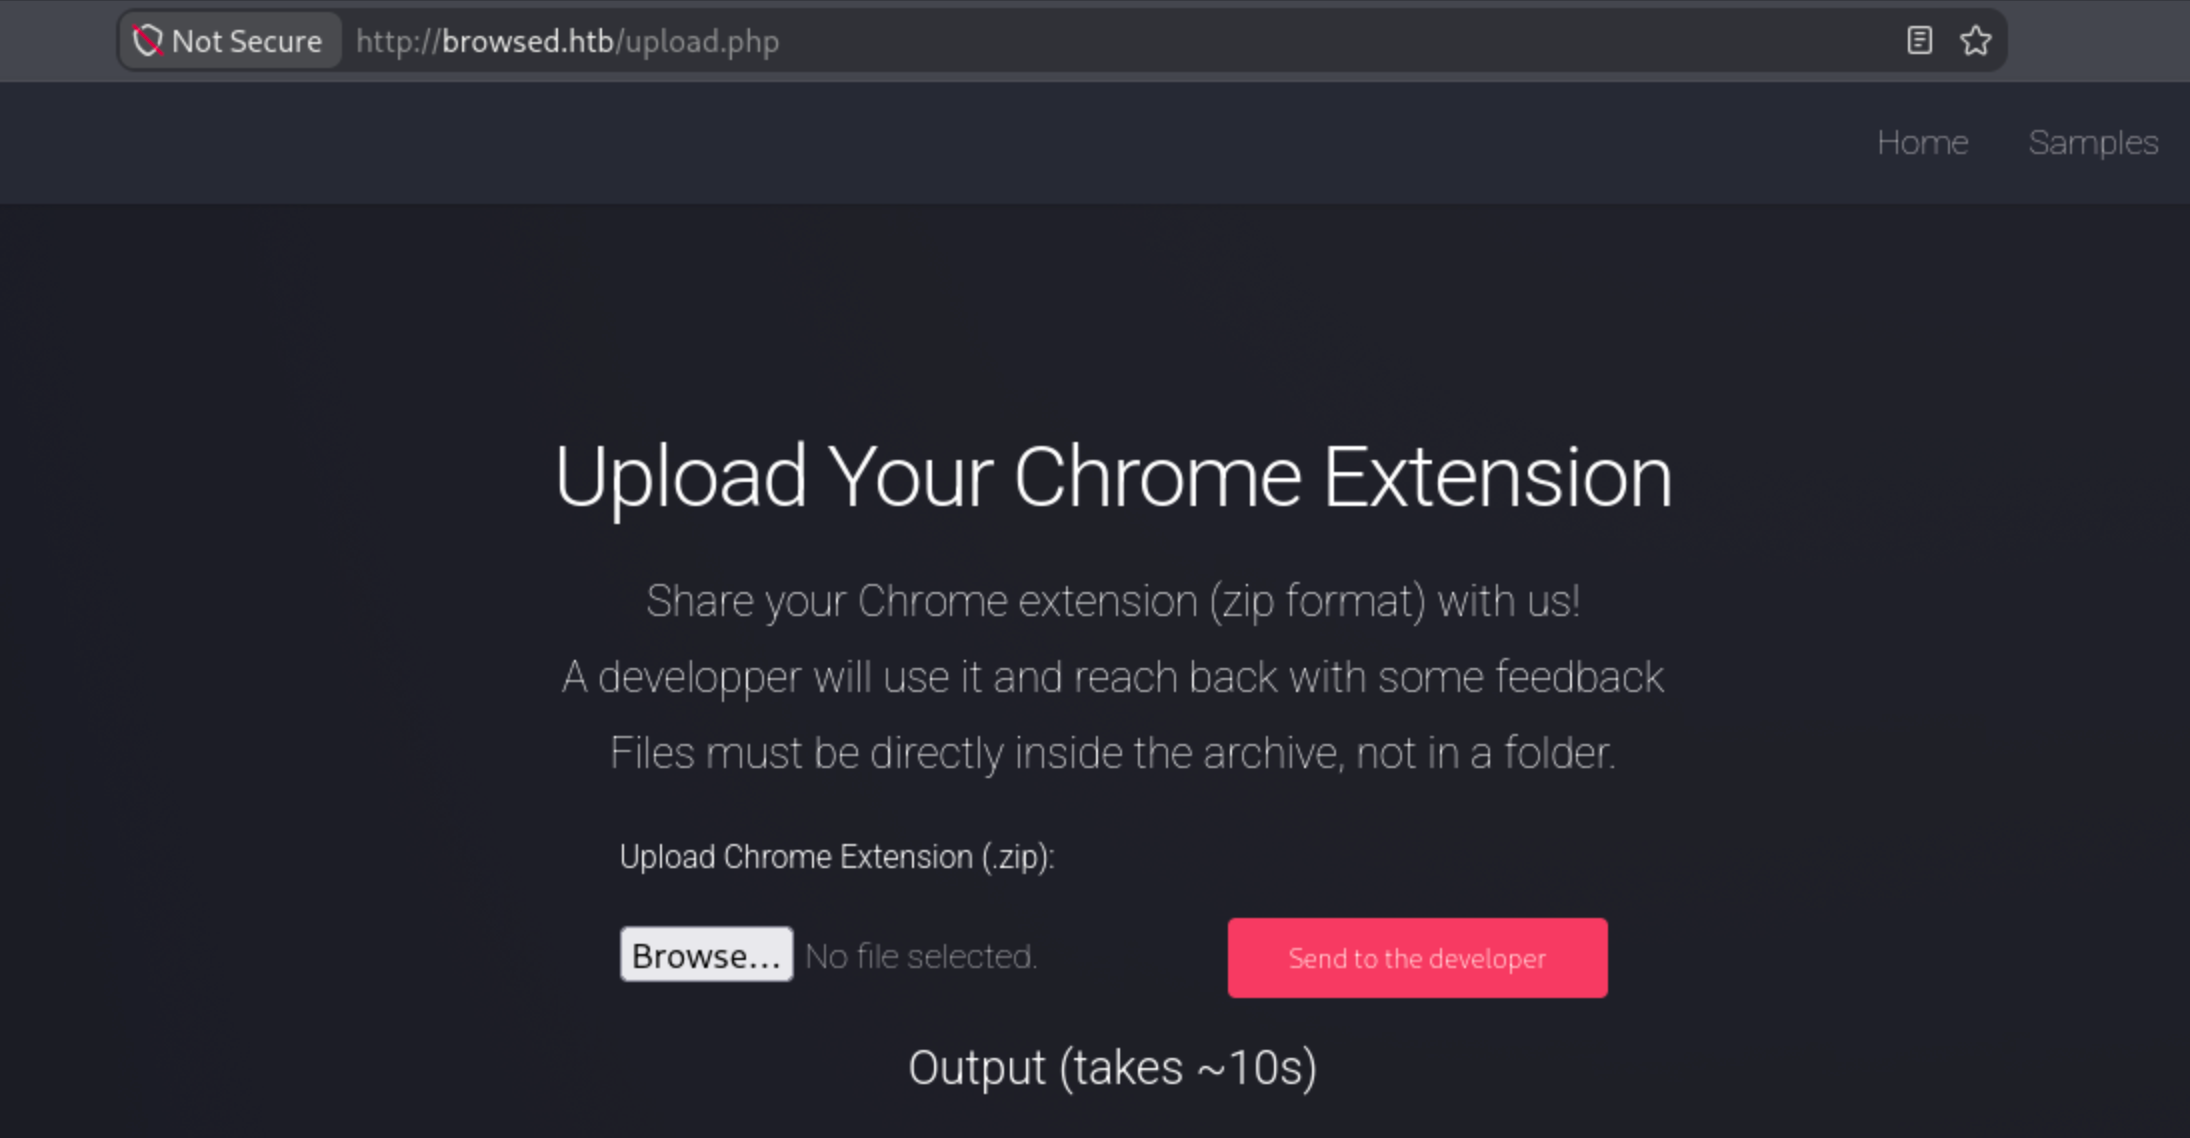 Not Secure http://browsed.htb/upload.php
Home Samples
Upload Your Chrome Extension
Share your Chrome extension (zip format) with us!
A developper will use it and reach back with some feedback
Files must be directly inside the archive, not in a folder.
Upload Chrome Extension (.zip):
Browse... No file selected. Send to the developer
Output (takes ~10s)